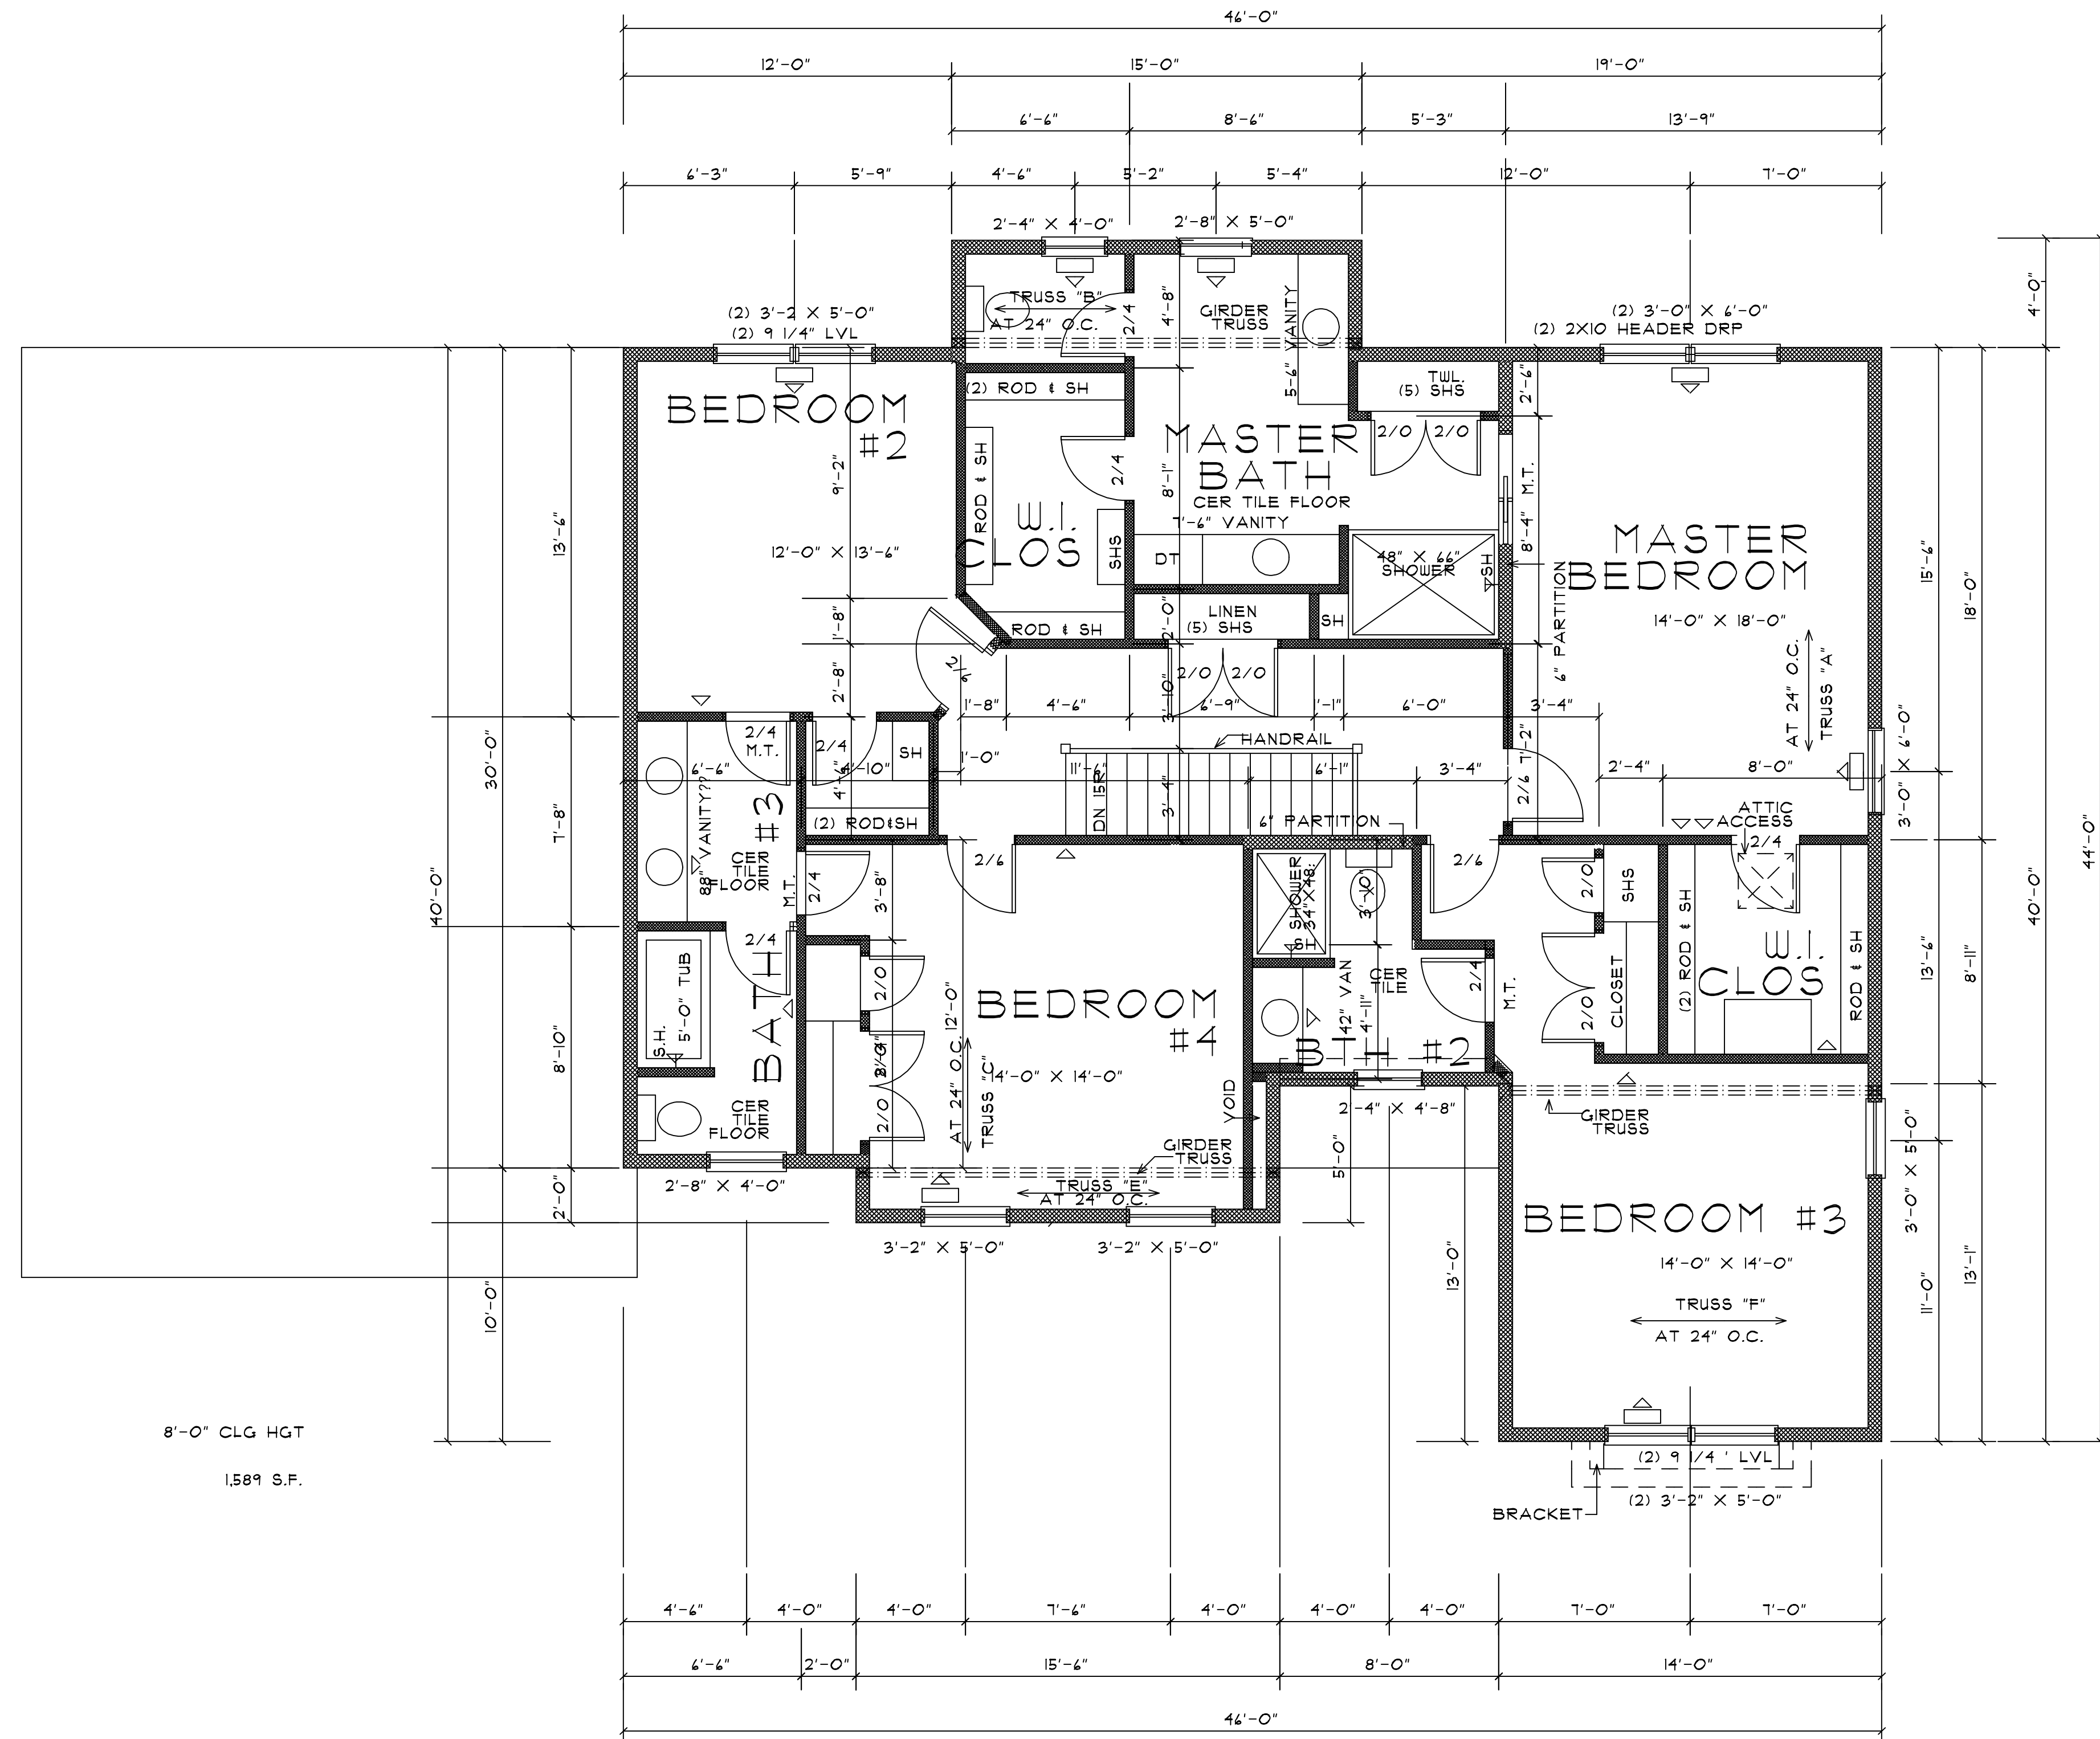 46'-0"
12'-0"
15'-0"
19'-0"
6'-6"
8'-6"
5'-3"
13'-9"
6'-3"
5'-9"
4'-6"
5'-2"
5'-4"
12'-0"
7'-0"
2'-4" X 4'-0"
2'-8" X 5'-0"
(2) 3'-2 X 5'-0"
(2) 9 1/4" LVL
(2) 3'-0" X 6'-0"
(2) 2X10 HEADER DRP
4'-0"
TRUSS "B"
AT 24" O.C.
2/4
4'-8"
GIRDER
TRUSS
5-6" VANITY
BEDROOM
#2
12'-0" X 13'-6"
9'-2"
1'-8"
2'-8"
(2) ROD & SH
ROD & SH
W.I.
CLOS
SHS
2/4
ROD & SH
8'-1"
MASTER
BATH
CER TILE FLOOR
7'-6" VANITY
DT
TWL.
(5) SHS
2/0
2/0
2'-6"
8'-4"
M.T.
48" X 66"
SHOWER
SH
LINEN
(5) SHS
SH
2'-0"
2/0
2/0
6" PARTITION
MASTER
BEDROOM
14'-0" X 18'-0"
AT 24" O.C.
TRUSS "A"
15'-6"
18'-0"
13'-6"
30'-0"
40'-0"
2/6
1'-8"
4'-6"
3'-10"
6'-9"
1'-1"
6'-0"
3'-4"
HANDRAIL
1'-0"
11'-6"
6'-1"
3'-4"
DN 15R
3'-4"
7'-2"
2/6
2'-4"
8'-0"
3'-0" X 6'-0"
2/4
M.T.
2/4
SH
6'-6"
4'-10"
4'-6"
(2) ROD&SH
88" VANITY??
CER
TILE
FLOOR
BATH #3
M.T.
2/4
7'-8"
2/6
6" PARTITION
2/6
ATTIC
ACCESS
2/4
44'-0"
40'-0"
3'-8"
2/4
5'-0" TUB
S.H.
2/0
2/0
CER
TILE
FLOOR
8'-10"
2'-0"
10'-0"
BEDROOM
#4
14'-0" X 14'-0"
12'-0"
AT 24" O.C.
TRUSS "C"
GIRDER
TRUSS
TRUSS "E"
AT 24" O.C.
VOID
SHOWER
34"X48"
SH
3'-10"
42" VAN
4'-11"
CER
TILE
2/4
M.T.
BTH #2
2/0
2/0
SHS
CLOSET
(2) ROD & SH
W.I.
CLOS
ROD & SH
13'-6"
8'-11"
2'-4" X 4'-8"
GIRDER
TRUSS
5'-0"
3'-0" X 5'-0"
2'-8" X 4'-0"
3'-2" X 5'-0"
3'-2" X 5'-0"
13'-0"
BEDROOM #3
14'-0" X 14'-0"
TRUSS "F"
AT 24" O.C.
11'-0"
13'-1"
8'-0" CLG HGT
1,589 S.F.
(2) 9 1/4 ' LVL
(2) 3'-2" X 5'-0"
BRACKET
4'-6"
4'-0"
4'-0"
7'-6"
4'-0"
4'-0"
4'-0"
7'-0"
7'-0"
6'-6"
2'-0"
15'-6"
8'-0"
14'-0"
46'-0"